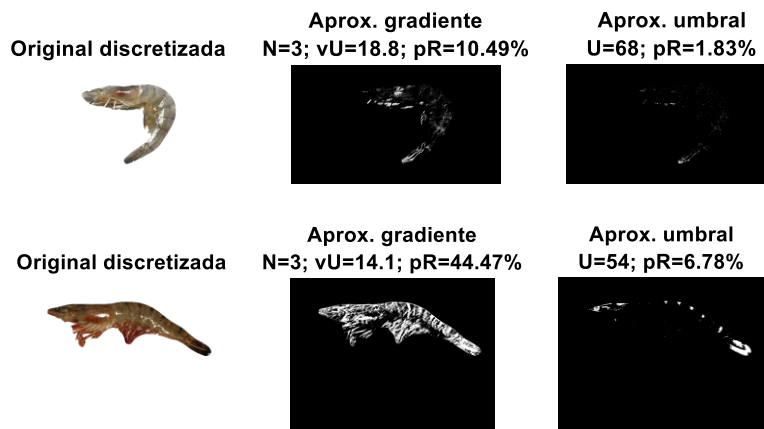 Original discretizada
Aprox. gradiente
N=3; vU=18.8; pR=10.49%
Aprox. umbral
U=68; pR=1.83%
Original discretizada
Aprox. gradiente
N=3; vU=14.1; pR=44.47%
Aprox. umbral
U=54; pR=6.78%